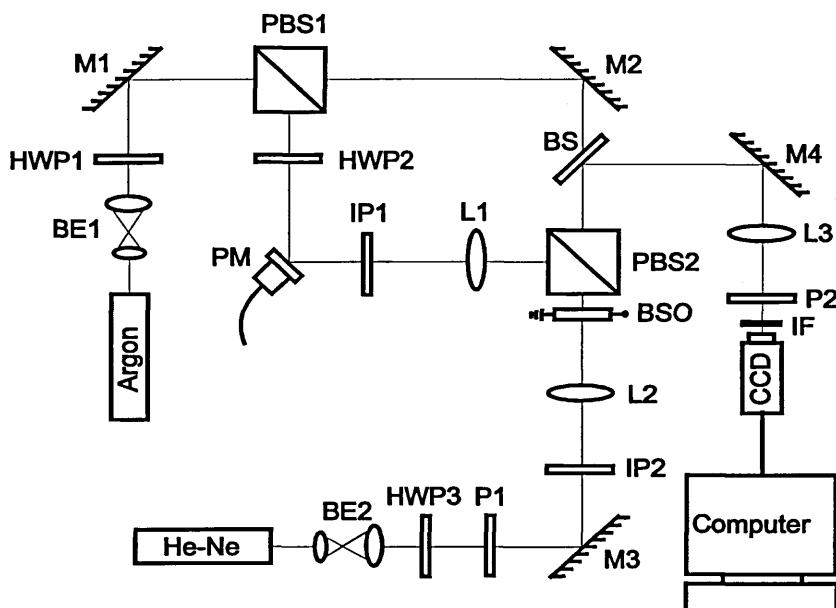 PBS1
M1
M2
HWP1
HWP2
BS
M4
BE1
IP1
L1
L3
PM
PBS2
P2
BSO
IF
Argon
CCD
L2
HWP3
P1
IP2
BE2
He-Ne
M3
Computer